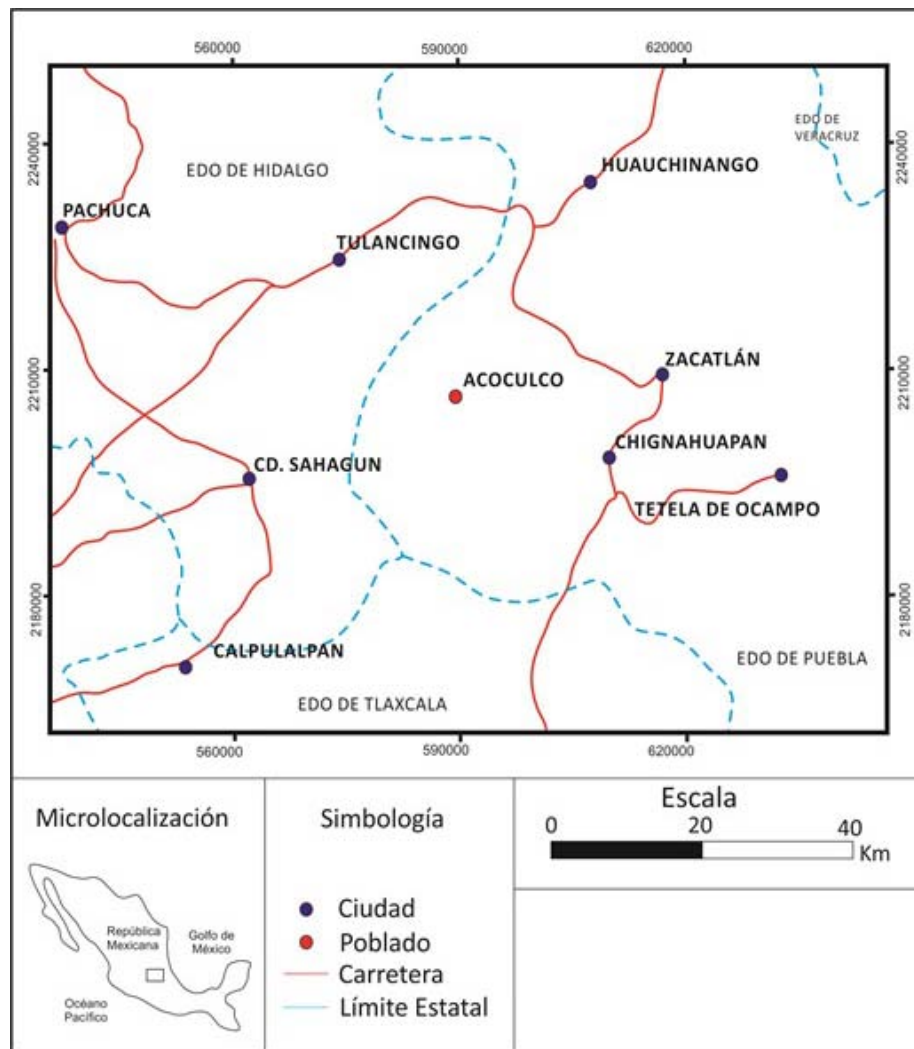 560000
590000
620000
2240000
2240000
EDO DE
VERACRUZ
HUAUCHINANGO
EDO DE HIDALGO
PACHUCA
TULANCINGO
2210000
2210000
ZACATLÁN
ACOCULCO
CHIGNAHUAPAN
CD. SAHAGUN
TETELA DE OCAMPO
2180000
2180000
CALPULALPAN
EDO DE PUEBLA
EDO DE TLAXCALA
560000
590000
620000
Microlocalización
República
Mexicana
Golfo de
México
Océano
Pacífico
Simbología
Ciudad
Poblado
Carretera
Límite Estatal
Escala
0 20 40
Km